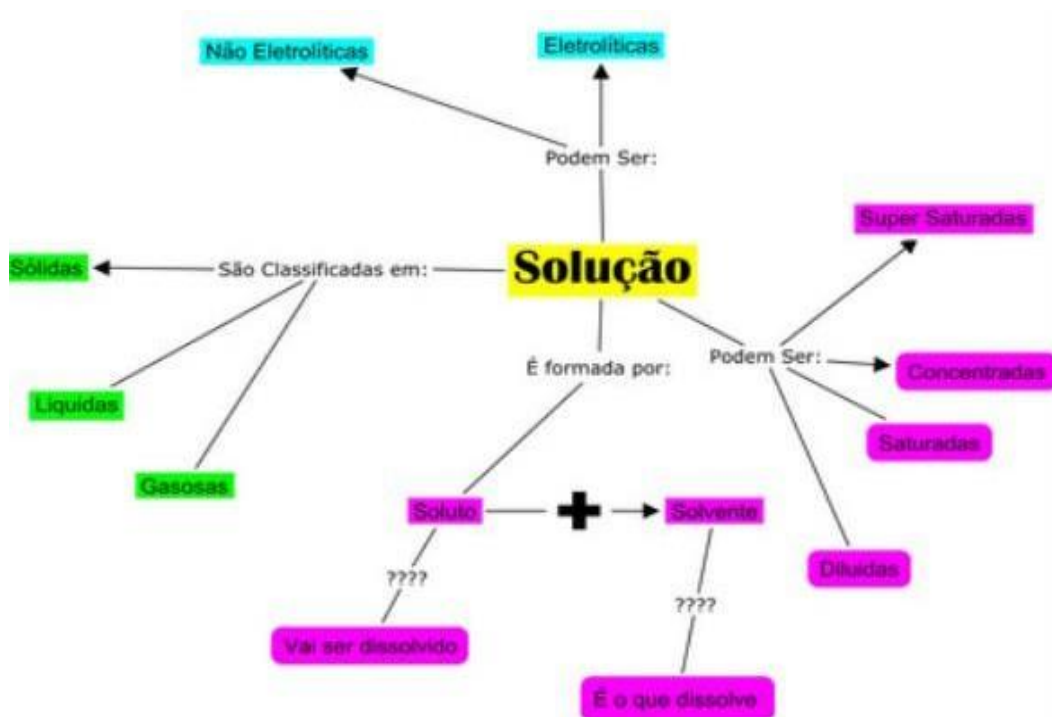 Não Eletrolíticas
Eletrolíticas
Podem Ser:
Super Saturadas
Sólidas
São Classificadas em:
Solução
Podem Ser:
É formada por:
Concentradas
Liquidas
Saturadas
Gasosas
Soluto
Solvente
Diluidas
????
????
Vai ser dissolvido
É o que dissolve